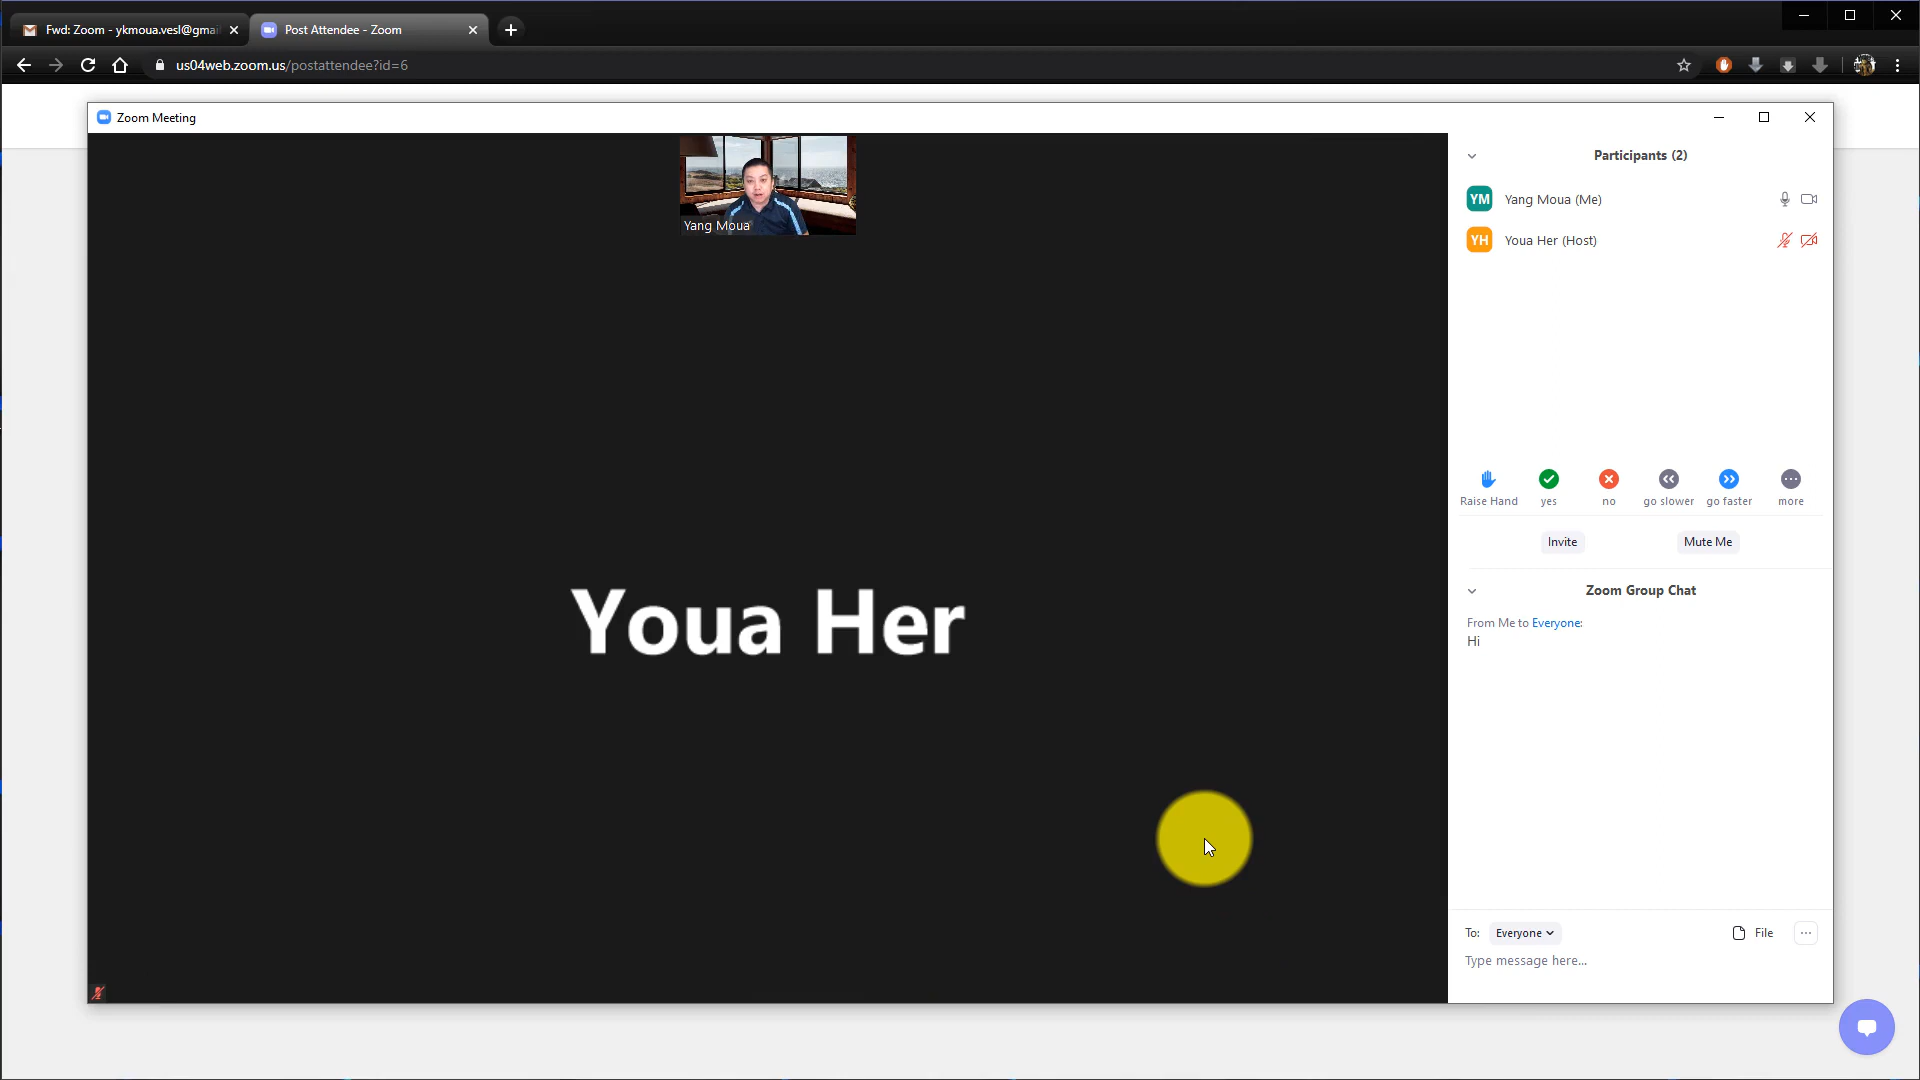 Fwd: Zoom - ykmoua.vesl@gmai
Post Attendee - Zoom
us04web.zoom.us/postattendee?id=6
Zoom Meeting
Yang Moua
Youa Her
Participants (2)
YM Yang Moua (Me)
YH Youa Her (Host)
Raise Hand yes no go slower go faster more
Invite Mute Me
Zoom Group Chat
From Me to Everyone:
Hi
To: Everyone File
Type message here...